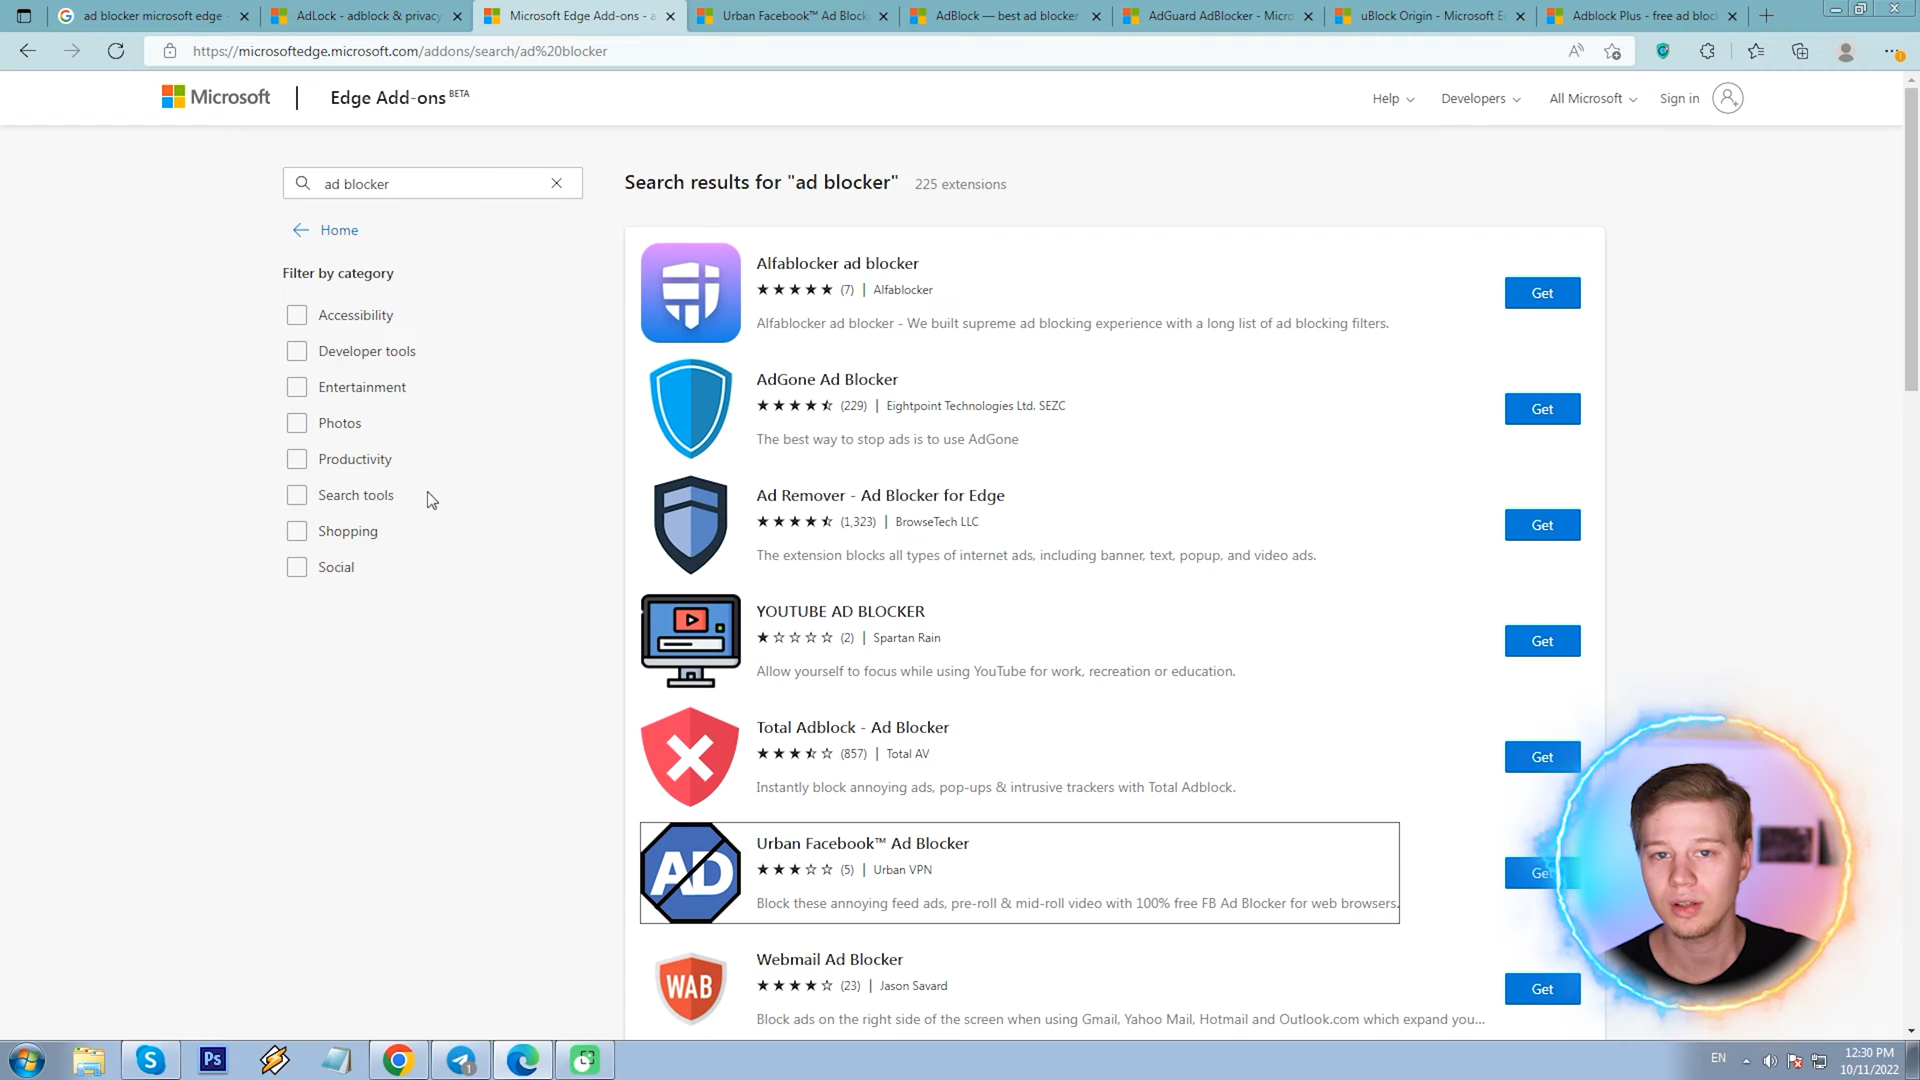 ad blocker microsoft edge -
AdLock - adblock & privacy
Microsoft Edge Add-ons - a
Urban Facebook™ Ad Block
AdBlock — best ad blocker
AdGuard AdBlocker - Micro
uBlock Origin - Microsoft E
Adblock Plus - free ad bloc
https://microsoftedge.microsoft.com/addons/search/ad%20blocker
Microsoft
Edge Add-ons BETA
Help
Developers
All Microsoft
Sign in
ad blocker
Home
Filter by category
Accessibility
Developer tools
Entertainment
Photos
Productivity
Search tools
Shopping
Social
Search results for "ad blocker" 225 extensions
Alfablocker ad blocker
(7) | Alfablocker
Alfablocker ad blocker - We built supreme ad blocking experience with a long list of ad blocking filters.
Get
AdGone Ad Blocker
(229) | Eightpoint Technologies Ltd. SEZC
The best way to stop ads is to use AdGone
Get
Ad Remover - Ad Blocker for Edge
(1,323) | BrowseTech LLC
The extension blocks all types of internet ads, including banner, text, popup, and video ads.
Get
YOUTUBE AD BLOCKER
(2) | Spartan Rain
Allow yourself to focus while using YouTube for work, recreation or education.
Get
Total Adblock - Ad Blocker
(857) | Total AV
Instantly block annoying ads, pop-ups & intrusive trackers with Total Adblock.
Get
AD
Urban Facebook™ Ad Blocker
(5) | Urban VPN
Block these annoying feed ads, pre-roll & mid-roll video with 100% free FB Ad Blocker for web browsers.
Ge
WAB
Webmail Ad Blocker
(23) | Jason Savard
Block ads on the right side of the screen when using Gmail, Yahoo Mail, Hotmail and Outlook.com which expand you...
Get
Ps
1
EN
12:30 PM
10/11/2022